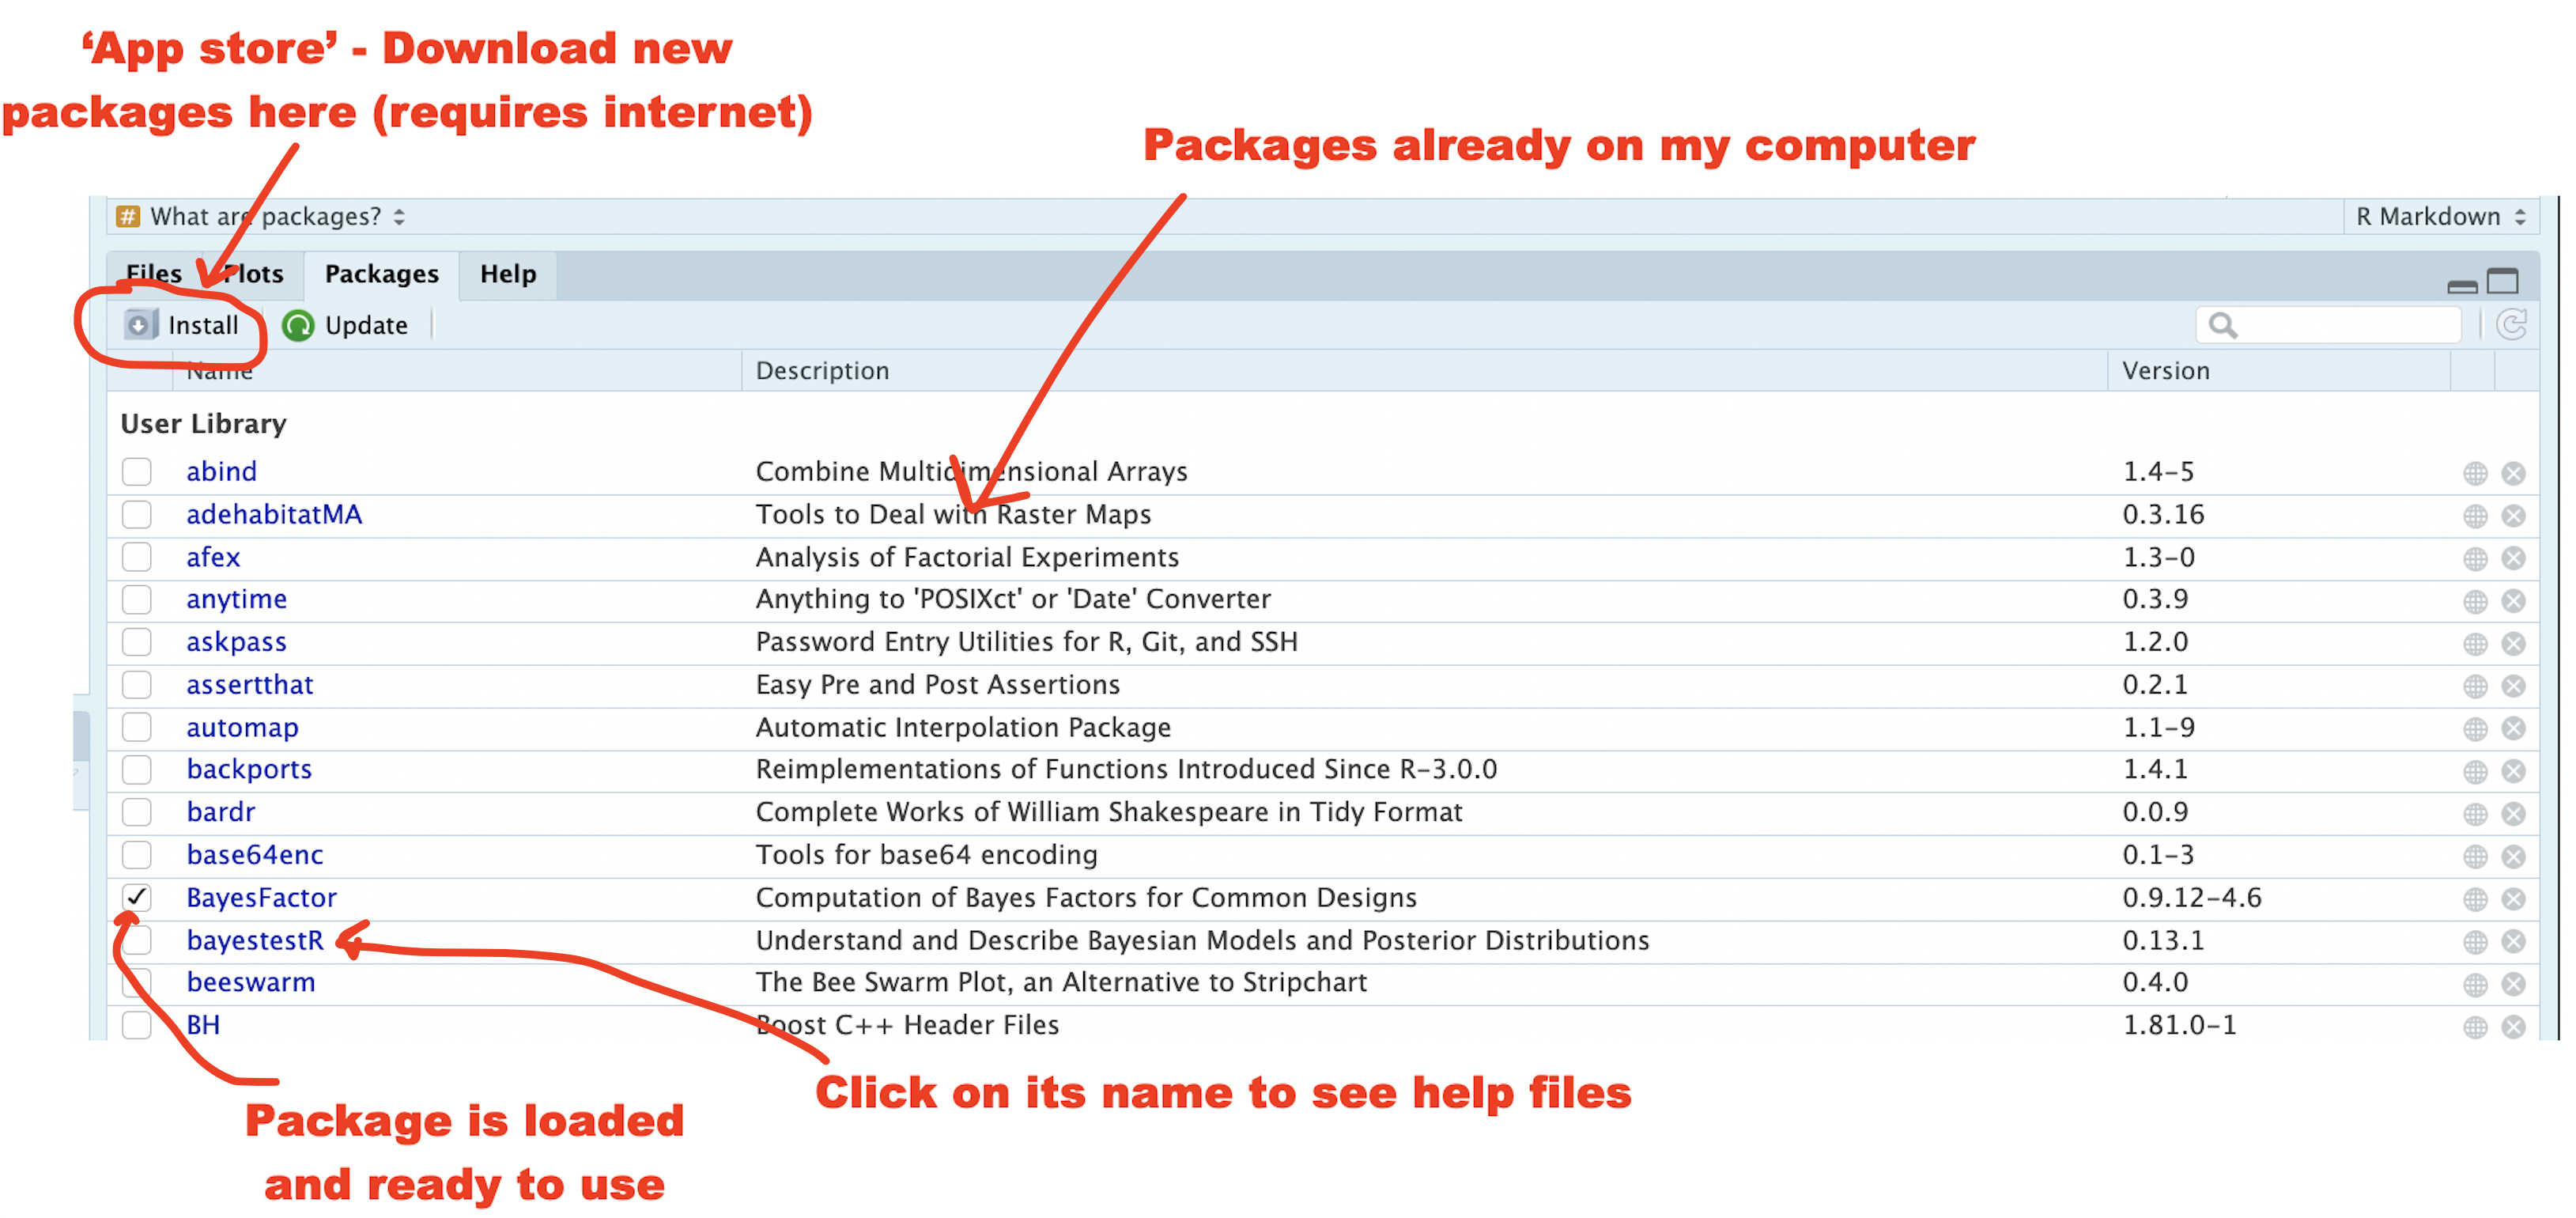 ‘App store’ - Download new
packages here (requires internet)
Packages already on my computer
# What are packages?
R Markdown
Files Plots Packages Help
Install Update
Name Description Version
User Library
abind Combine Multidimensional Arrays 1.4-5
adehabitatMA Tools to Deal with Raster Maps 0.3.16
afex Analysis of Factorial Experiments 1.3-0
anytime Anything to 'POSIXct' or 'Date' Converter 0.3.9
askpass Password Entry Utilities for R, Git, and SSH 1.2.0
assertthat Easy Pre and Post Assertions 0.2.1
automap Automatic Interpolation Package 1.1-9
backports Reimplementations of Functions Introduced Since R-3.0.0 1.4.1
bardr Complete Works of William Shakespeare in Tidy Format 0.0.9
base64enc Tools for base64 encoding 0.1-3
BayesFactor Computation of Bayes Factors for Common Designs 0.9.12-4.6
bayestestR Understand and Describe Bayesian Models and Posterior Distributions 0.13.1
beeswarm The Bee Swarm Plot, an Alternative to Stripchart 0.4.0
BH Boost C++ Header Files 1.81.0-1
Click on its name to see help files
Package is loaded
and ready to use